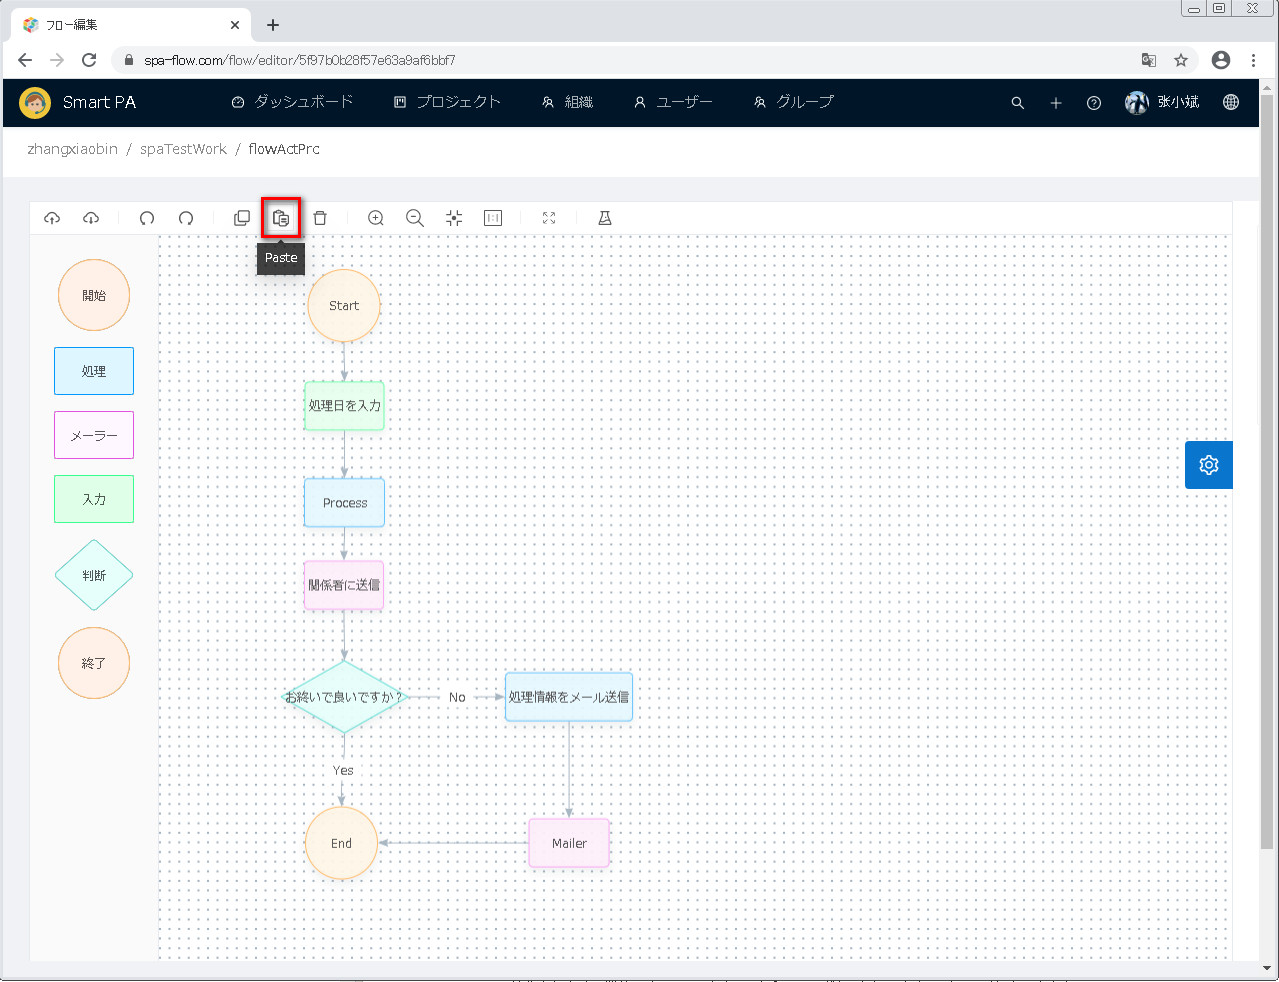 フロー編集
spa-flow.com/flow/editor/5f97b0b28f57e63a9af6bbf7
Smart PA ダッシュボード プロジェクト 組織 ユーザー グループ 张小斌
zhangxiaobin / spaTestWork / flowActPrc
Paste
開始
Start
処理
処理日を入力
メーラー
入力
Process
判断
関係者に送信
終了
お終いで良いですか？
No
処理情報をメール送信
Yes
End
Mailer